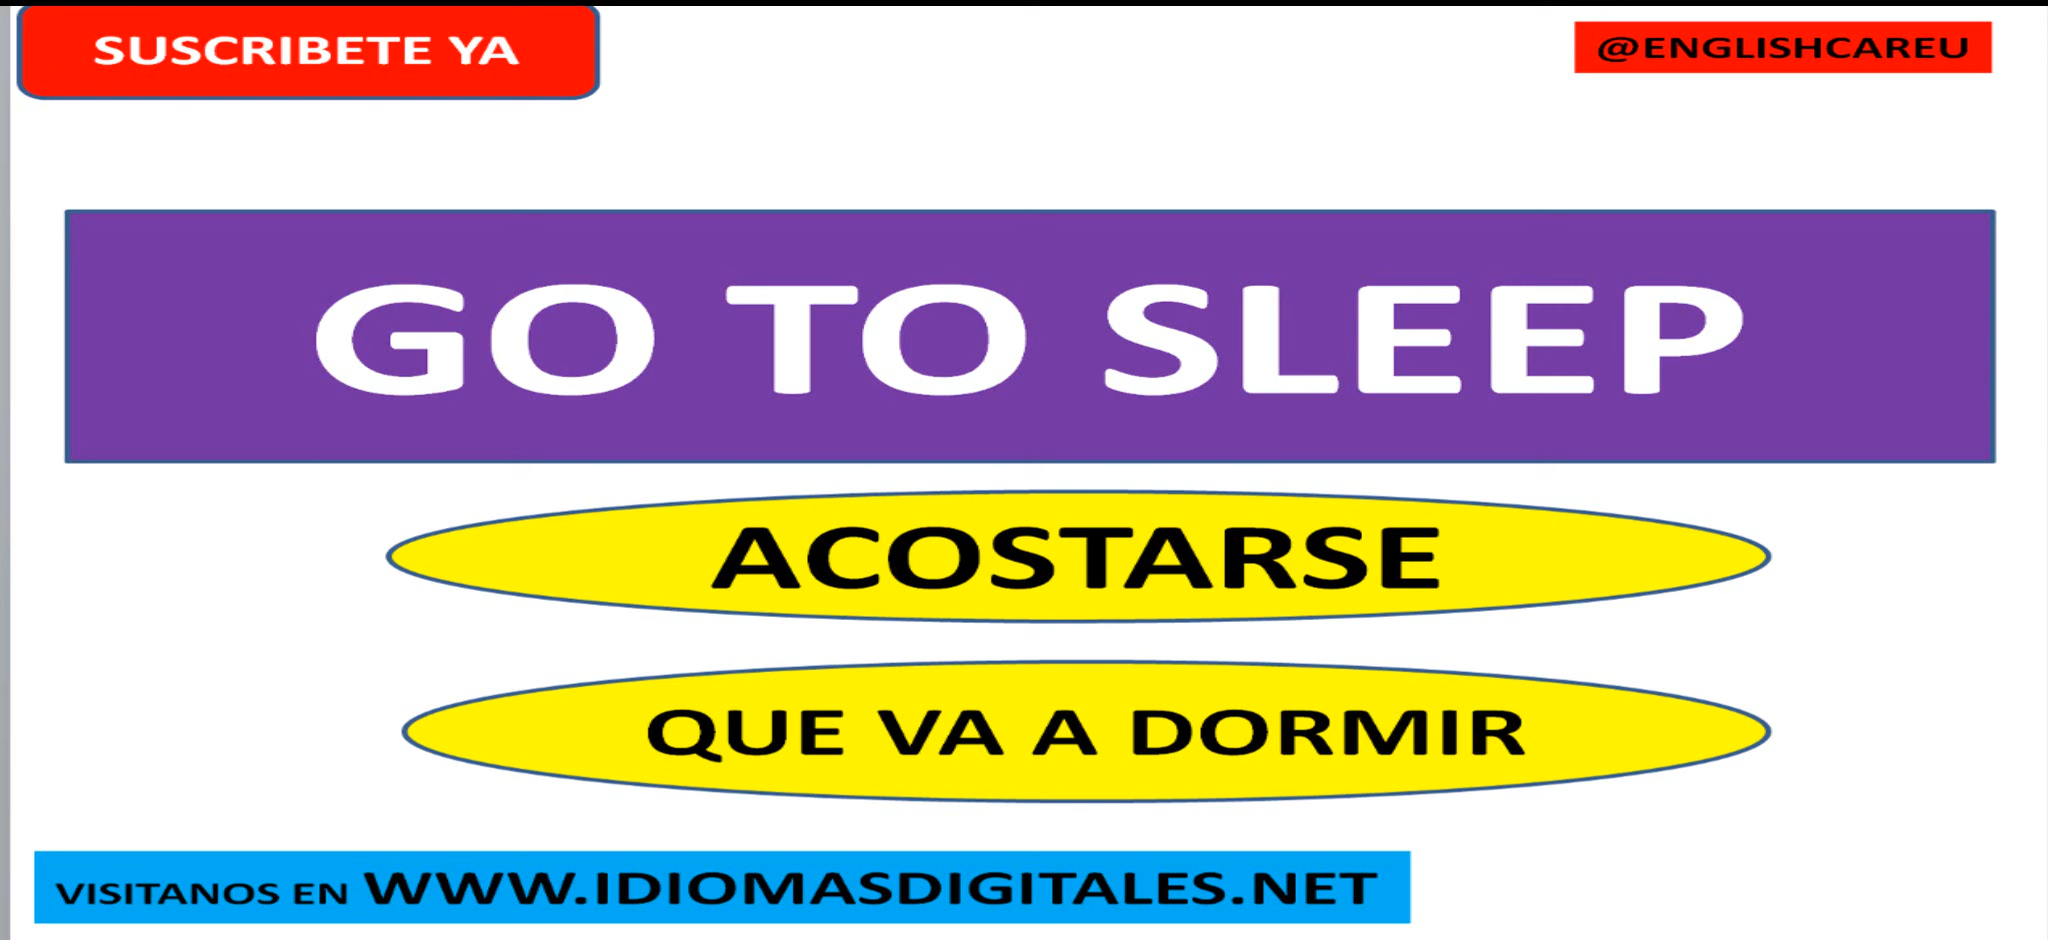 SUSCRIBETE YA
@ENGLISHCAREU
GO TO SLEEP
ACOSTARSE
QUE VA A DORMIR
VISITANOS EN WWW.IDIOMASDIGITALES.NET